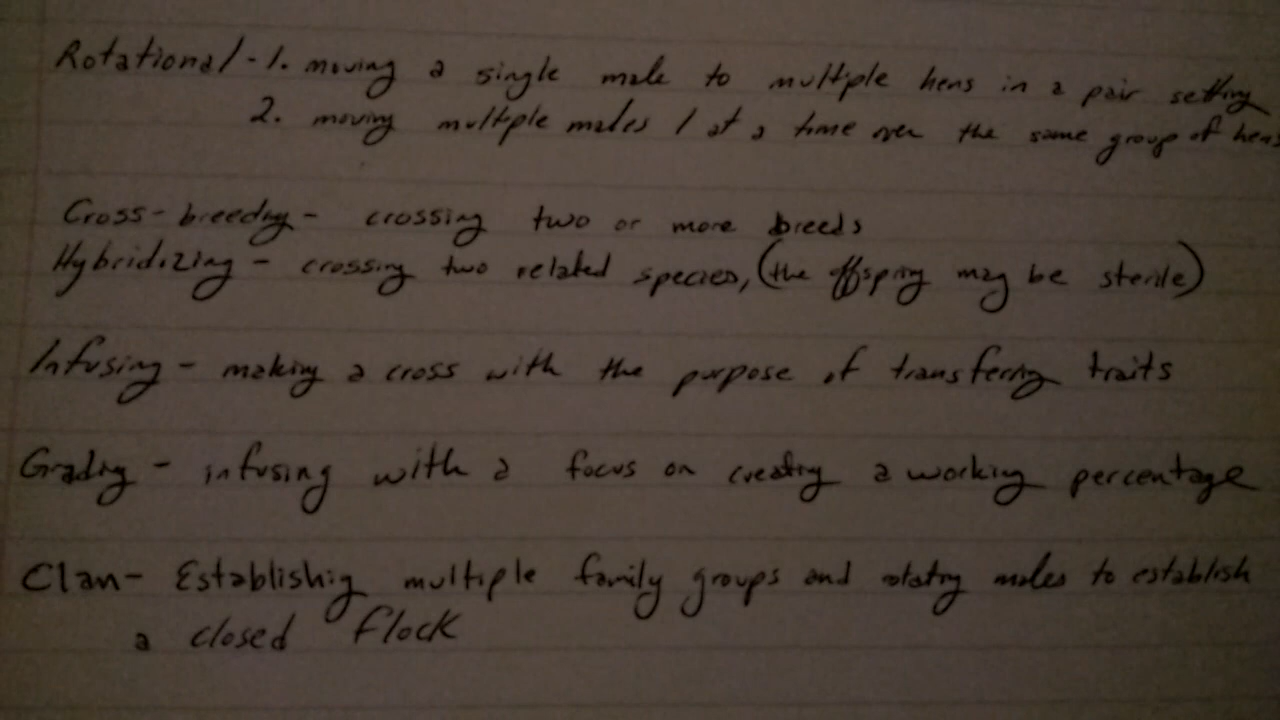 Rotational - 1. moving a single male to multiple hens in a pair setting
2. moving multiple males 1 at a time over the same group of hens
Cross-breeding - crossing two or more breeds
Hybridizing - crossing two related species, (the offspring may be sterile)
Infusing - making a cross with the purpose of transferring traits
Grading - infusing with a focus on creating a working percentage
Clan - Establishing multiple family groups and rotating males to establish
a closed flock